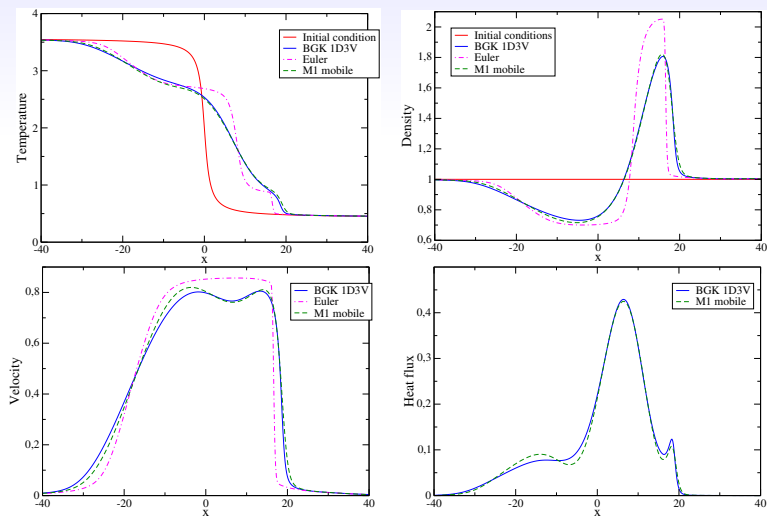 4
3
2
1
0
Temperature
-40
-20
0
20
40
x
Initial condition
BGK 1D3V
Euler
M1 mobile
2
1,8
1,6
1,4
1,2
1
0,8
0,6
Density
-40
-20
0
20
40
x
Initial conditions
BGK 1D3V
Euler
M1 mobile
0,8
0,6
0,4
0,2
0
Velocity
-40
-20
0
20
40
x
BGK 1D3V
Euler
M1 mobile
0,4
0,3
0,2
0,1
0
Heat flux
-40
-20
0
20
40
x
BGK 1D3V
M1 mobile